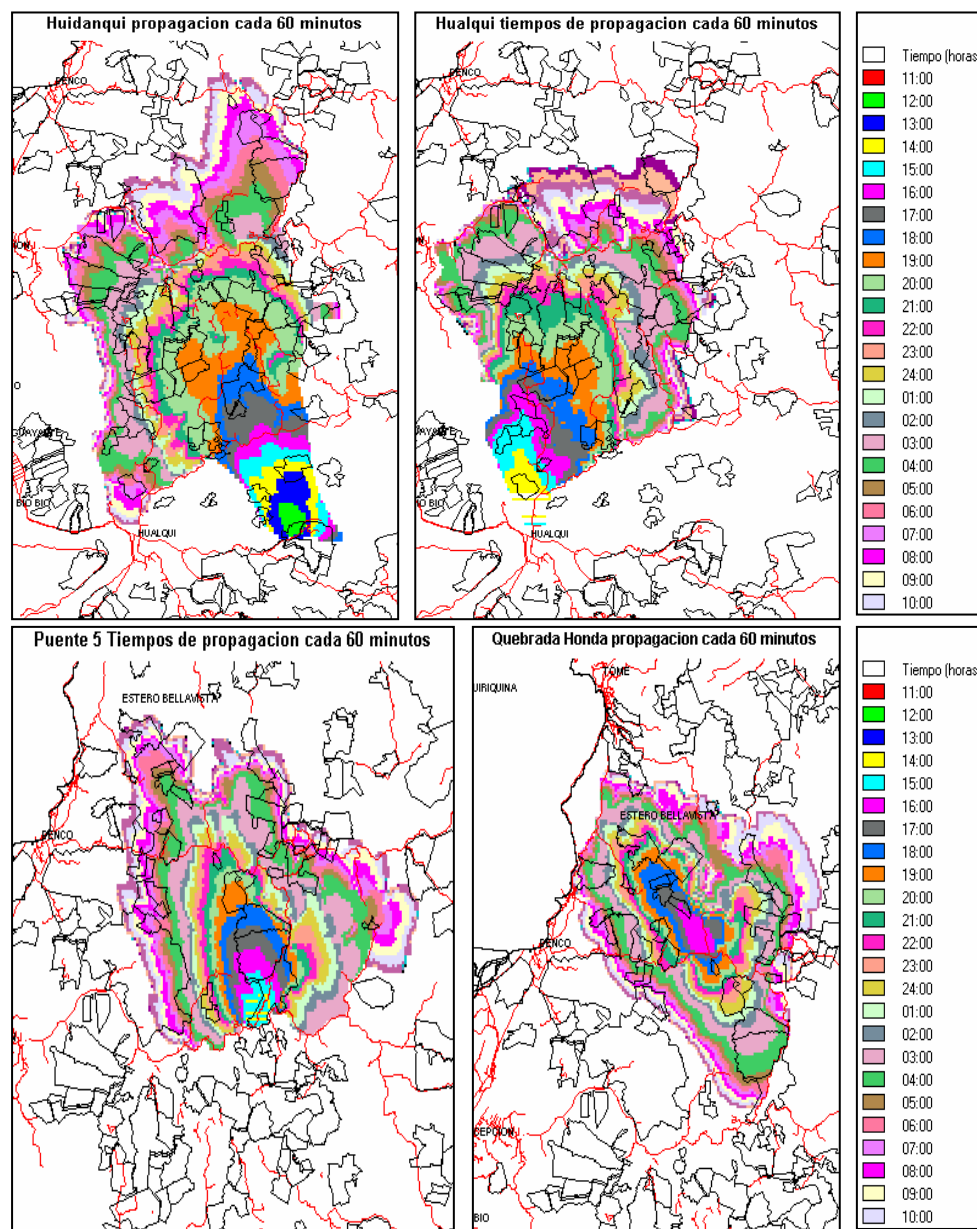 Huidanqui propagacion cada 60 minutos
PENCO
ON I
O
GUAYANTE
BIO BIO
HUALQUI
Hualqui tiempos de propagacion cada 60 minutos
PENCO
CEPCION I
BIO
GUAYANTE
IO BIO
HUALQUI
Tiempo (horas
11:00
12:00
13:00
14:00
15:00
16:00
17:00
18:00
19:00
20:00
21:00
22:00
23:00
24:00
01:00
02:00
03:00
04:00
05:00
06:00
07:00
08:00
09:00
10:00
Puente 5 Tiempos de propagacion cada 60 minutos
ESTERO BELLAVISTA
PENCO
Quebrada Honda propagacion cada 60 minutos
TOME
UIRIQUINA
ESTERO BELLAVISTA
PENCO
CEPCION I
BIO
Tiempo (horas
11:00
12:00
13:00
14:00
15:00
16:00
17:00
18:00
19:00
20:00
21:00
22:00
23:00
24:00
01:00
02:00
03:00
04:00
05:00
06:00
07:00
08:00
09:00
10:00